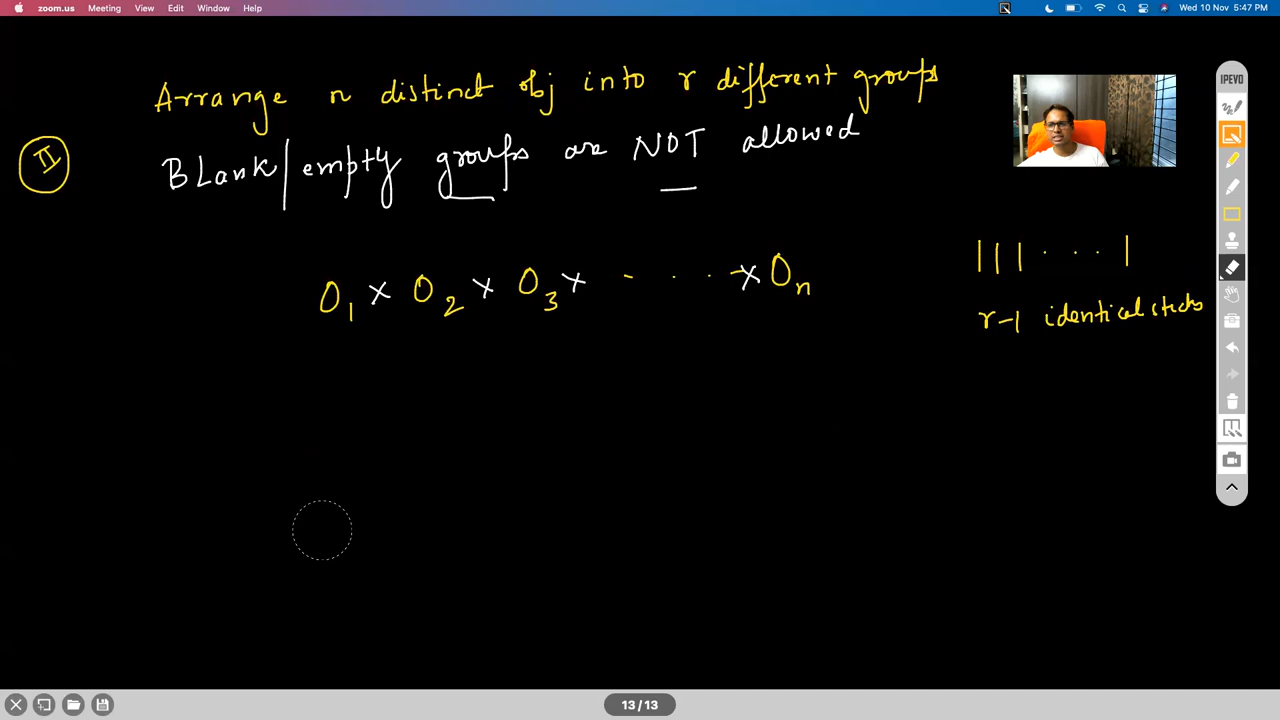 zoom.us Meeting View Edit Window Help Wed 10 Nov 5:47 PM
Arrange n distinct obj into r different groups
II
Blank/empty groups are NOT allowed
IPEVO
O₁ × O₂ × O₃ × . . . × Oₙ
||| . . . |
r-1 identical sticks
13/13